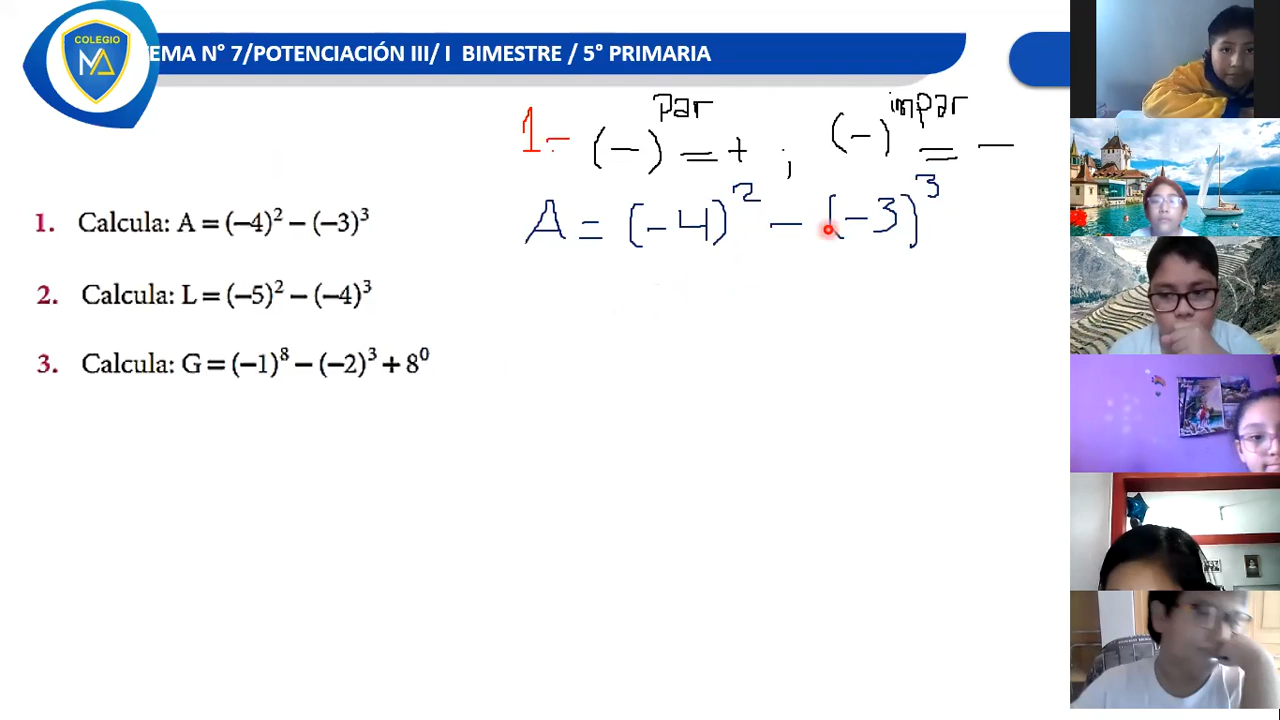 COLEGIO
MA
TEMA N° 7/POTENCIACIÓN III/ I BIMESTRE / 5° PRIMARIA
1- (-)^par = + ; (-)^impar = -
A = (-4)² - (-3)³
1. Calcula: A = (−4)² − (−3)³
2. Calcula: L = (−5)² − (−4)³
3. Calcula: G = (−1)⁸ − (−2)³ + 8⁰